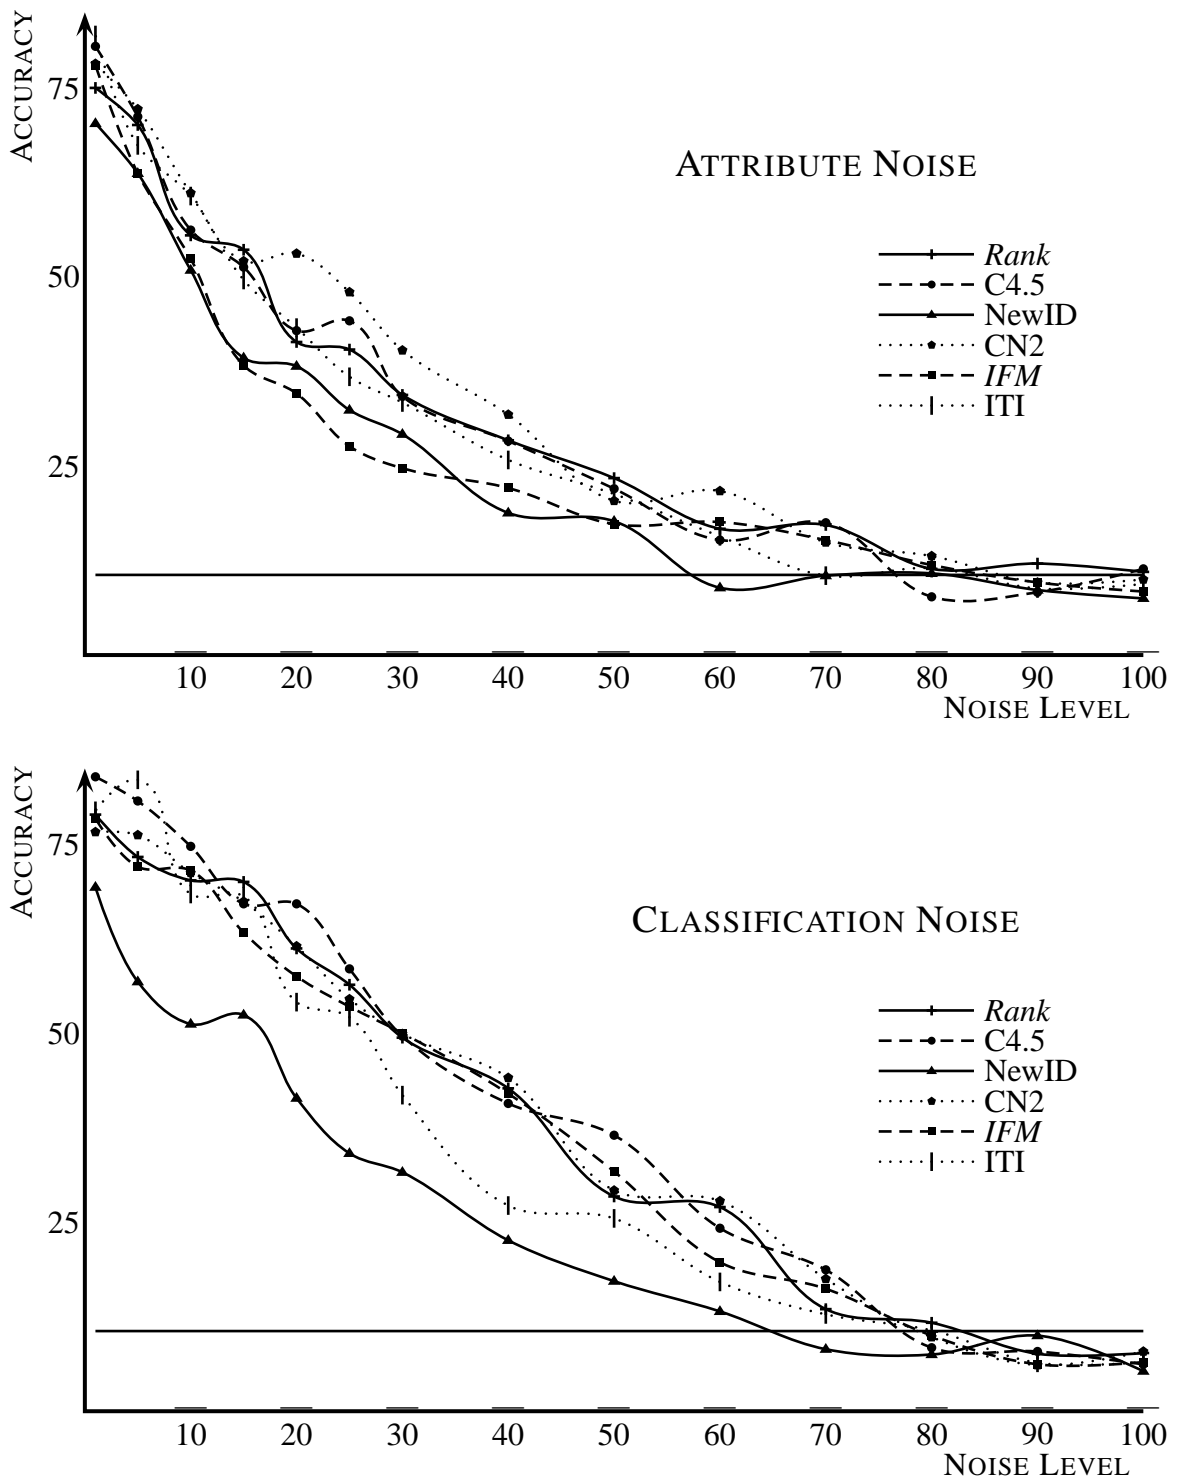 ACCURACY
75
50
25
ATTRIBUTE NOISE
Rank
C4.5
NewID
CN2
IFM
ITI
10 20 30 40 50 60 70 80 90 100
NOISE LEVEL
ACCURACY
75
50
25
CLASSIFICATION NOISE
Rank
C4.5
NewID
CN2
IFM
ITI
10 20 30 40 50 60 70 80 90 100
NOISE LEVEL